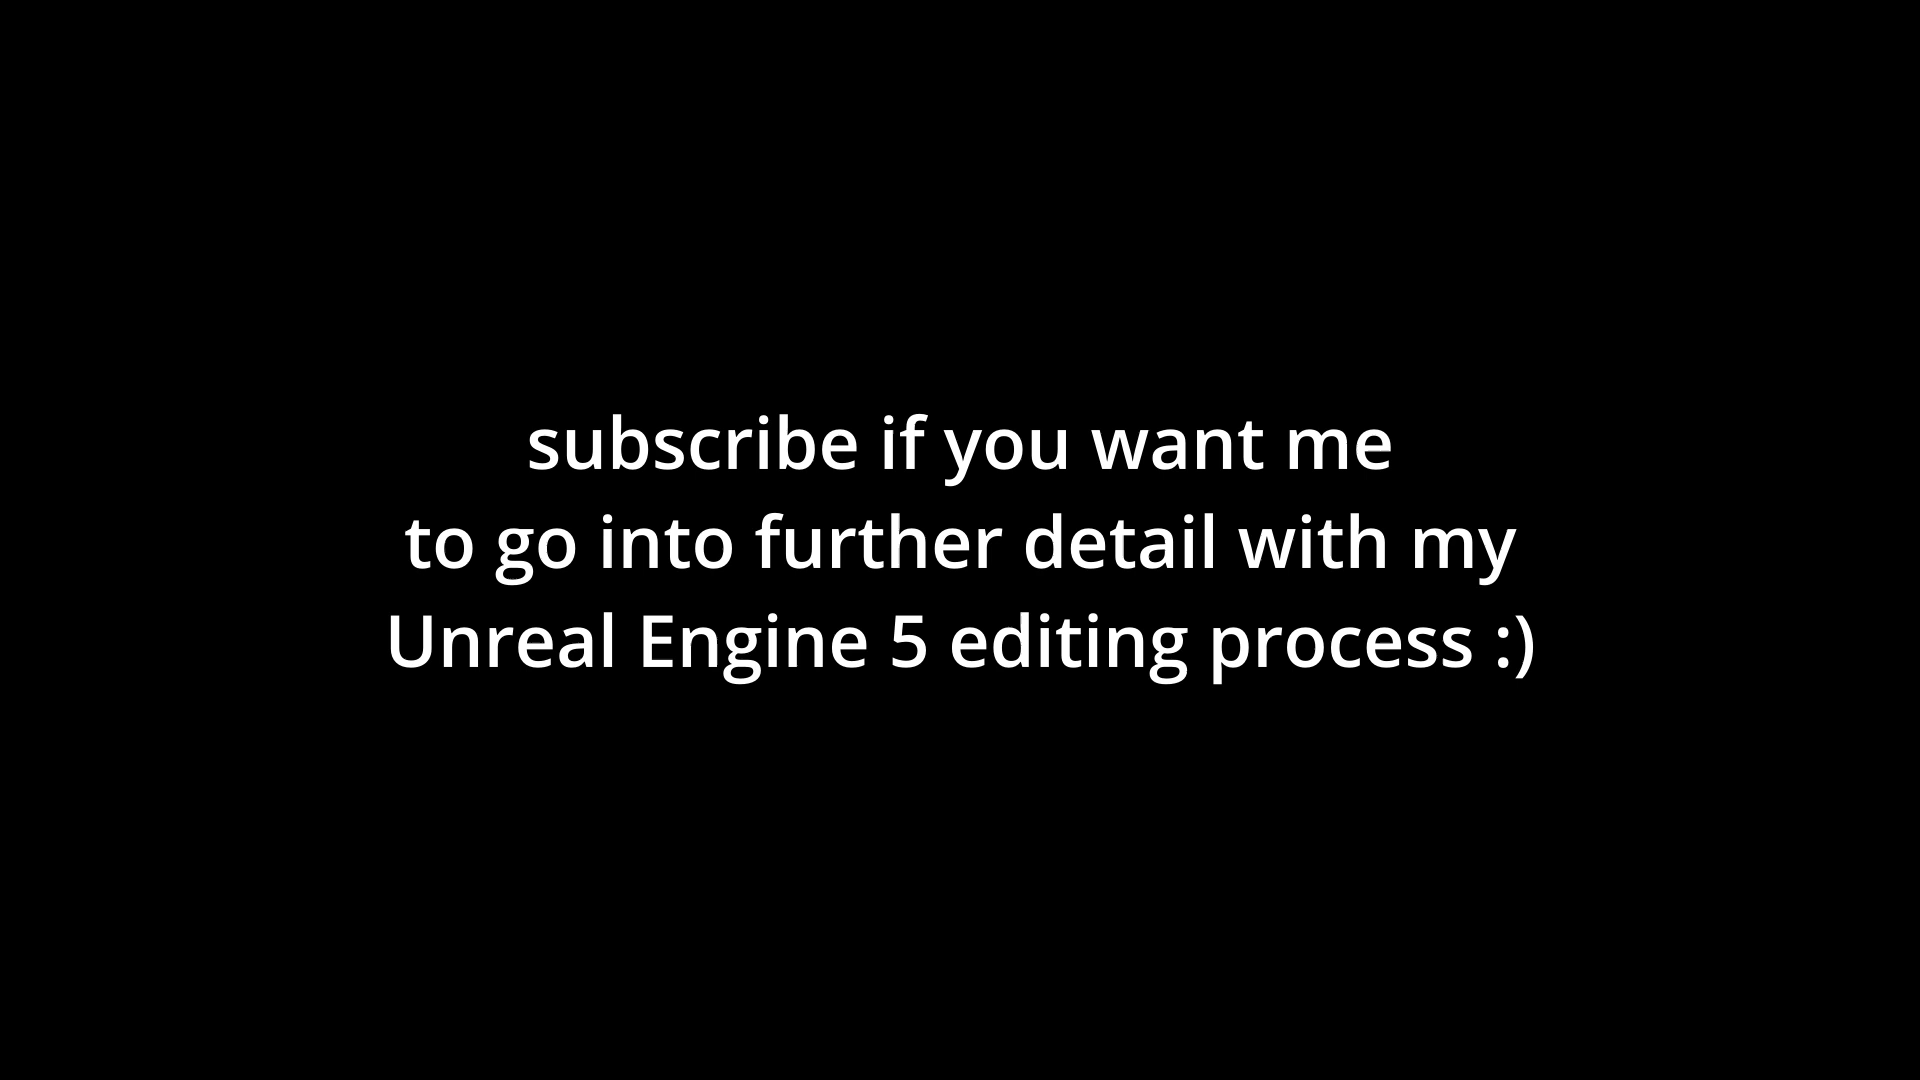 subscribe if you want me
to go into further detail with my
Unreal Engine 5 editing process :)